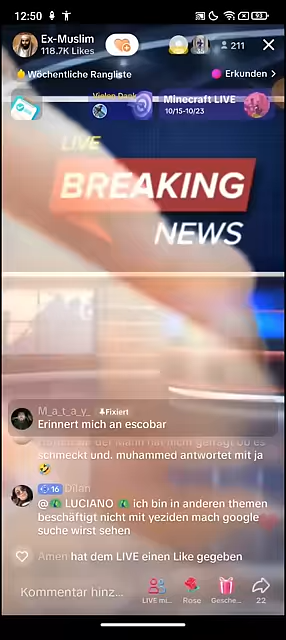 12:50
93
Ex-Muslim
118.7K Likes
211
Wöchentliche Rangliste
Erkunden >
Vielen Dank
Minecraft LIVE
10/15-10/23
LIVE
BREAKING
NEWS
M_a_t_a_y_ Fixiert
Erinnert mich an escobar
der Mann hat nicht gefragt ob es
schmeckt und. muhammed antwortet mit ja
🤣
16 Dilan
@ LUCIANO ich bin in anderen themen
beschäftigt nicht mit yeziden mach google
suche wirst sehen
Amen hat dem LIVE einen Like gegeben
Kommentar hinz...
LIVE mi...
Rose
Gesche...
22